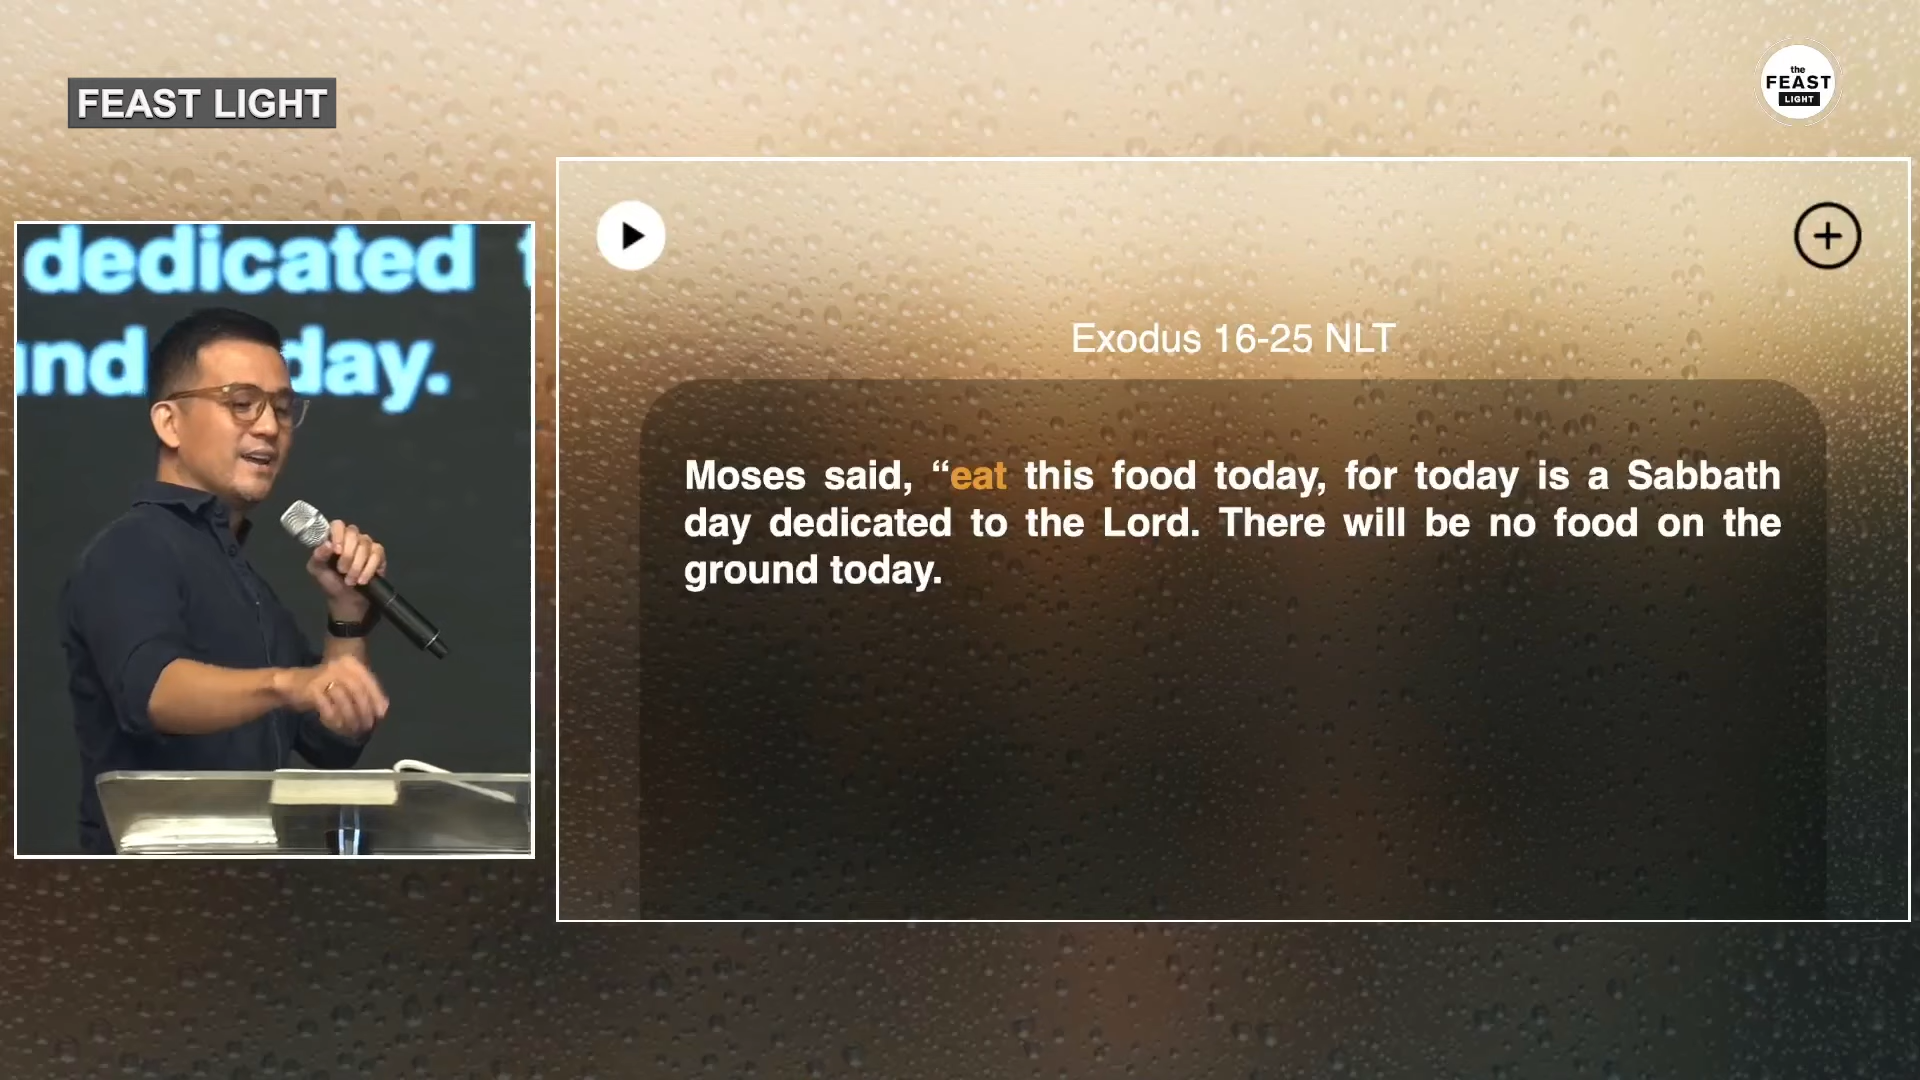 FEAST LIGHT
the
FEAST
LIGHT
dedicated
day.
Exodus 16-25 NLT
Moses said, “eat this food today, for today is a Sabbath
day dedicated to the Lord. There will be no food on the
ground today.